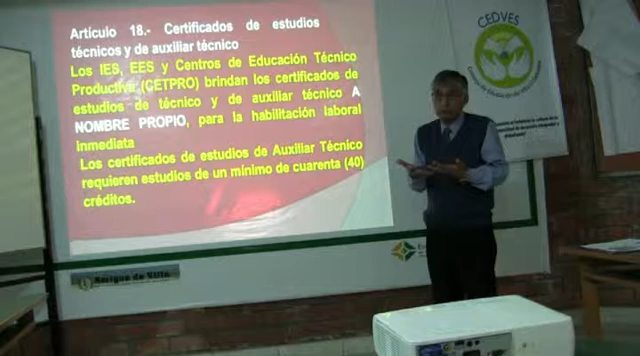 Artículo 18.- Certificados de estudios
técnicos y de auxiliar técnico
Los IES, EES y Centros de Educación Técnico
Productiva (CETPRO) brindan los certificados de
estudios de técnico y de auxiliar técnico A
NOMBRE PROPIO, para la habilitación laboral
Inmediata
Los certificados de estudios de Auxiliar Técnico
requieren estudios de un mínimo de cuarenta (40)
créditos.
CEDVES
Amigos de Villa